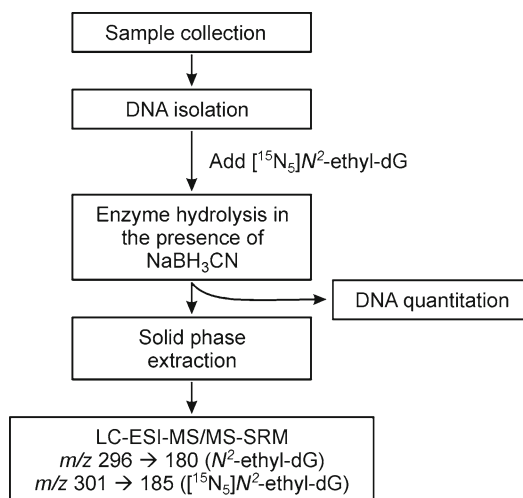 Sample collection
DNA isolation
Add [¹⁵N₅]N²-ethyl-dG
Enzyme hydrolysis in
the presence of
NaBH₃CN
DNA quantitation
Solid phase
extraction
LC-ESI-MS/MS-SRM
m/z 296 → 180 (N²-ethyl-dG)
m/z 301 → 185 ([¹⁵N₅]N²-ethyl-dG)